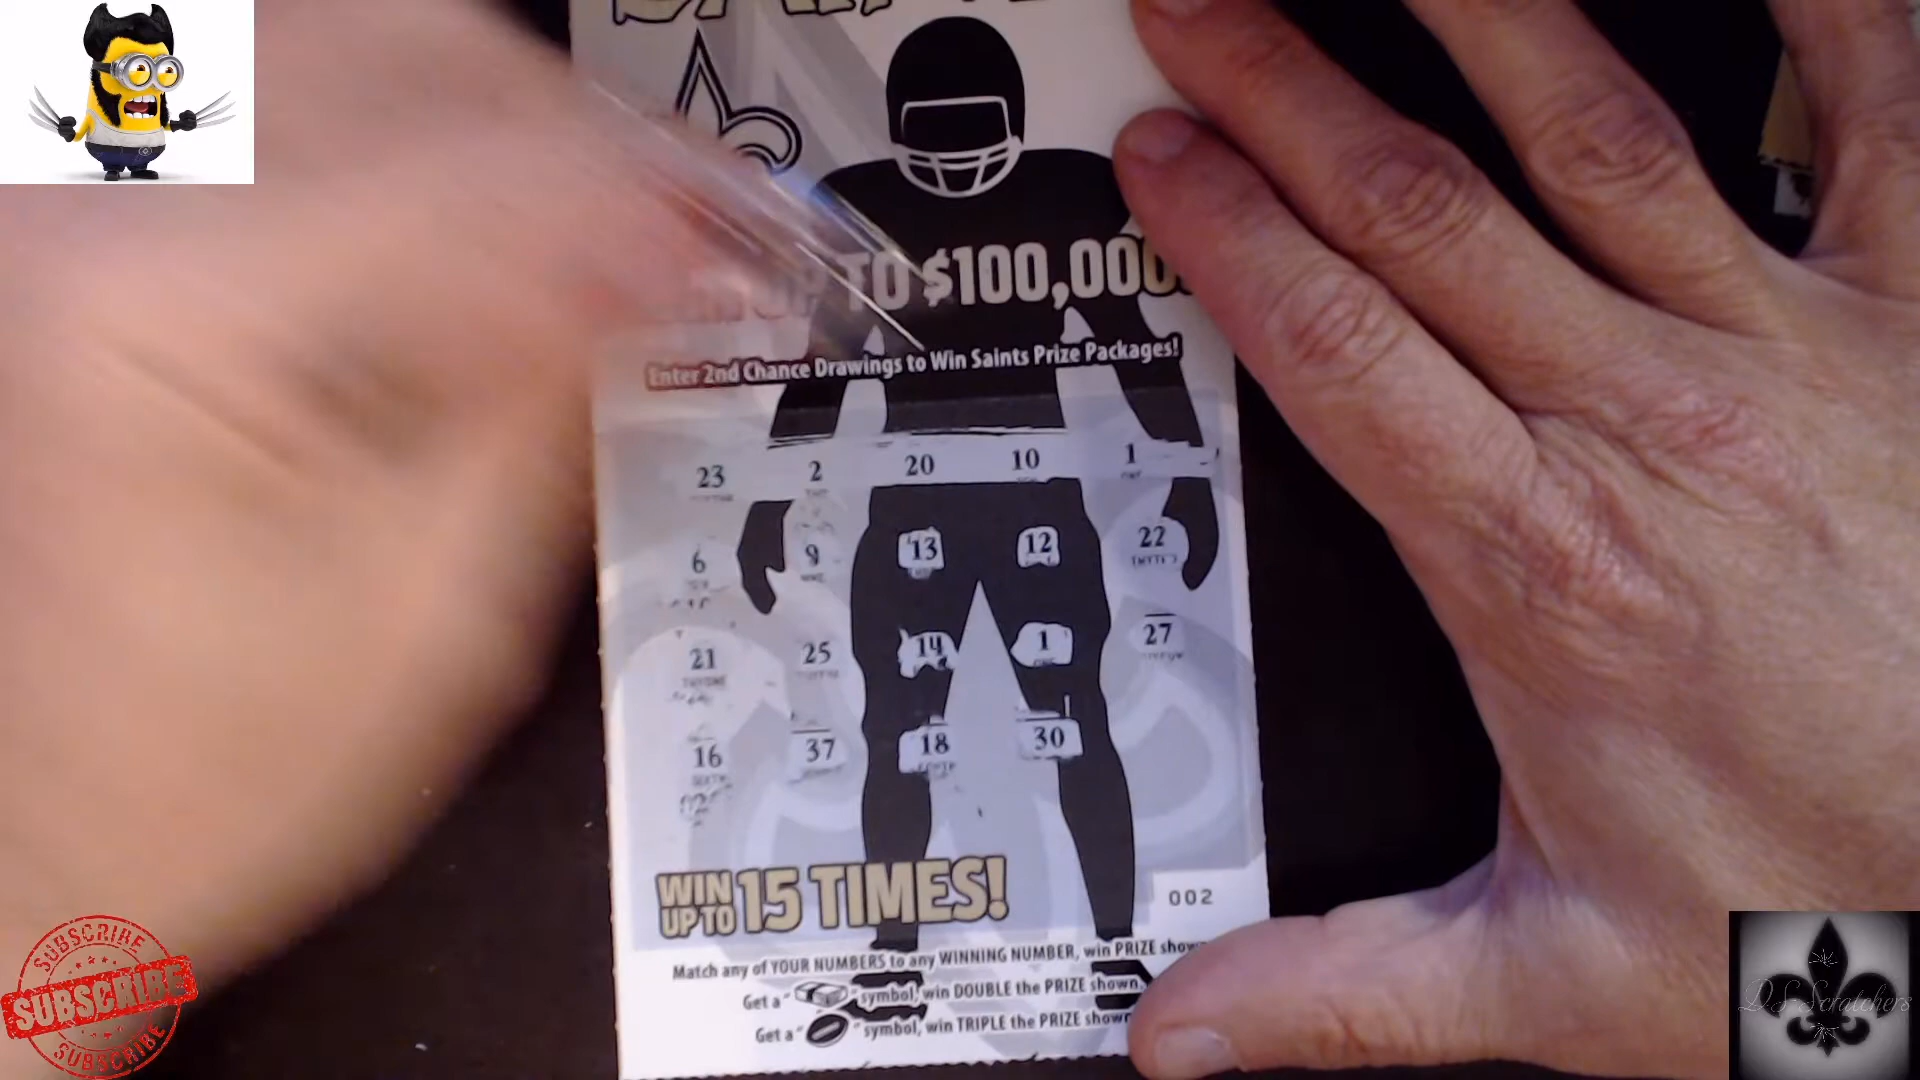 UP TO $100,000
Enter 2nd Chance Drawings to Win Saints Prize Packages!
23 2 20 10 1
6 9 13 12 22
21 25 14 1 27
16 37 18 30
WIN UP TO 15 TIMES!
002
Match any of YOUR NUMBERS to any WINNING NUMBER, win PRIZE show
Get a " " symbol, win DOUBLE the PRIZE shown.
Get a " " symbol, win TRIPLE the PRIZE shown
SUBSCRIBE
SUBSCRIBE
SUBSCRIBE
DS Scratchers